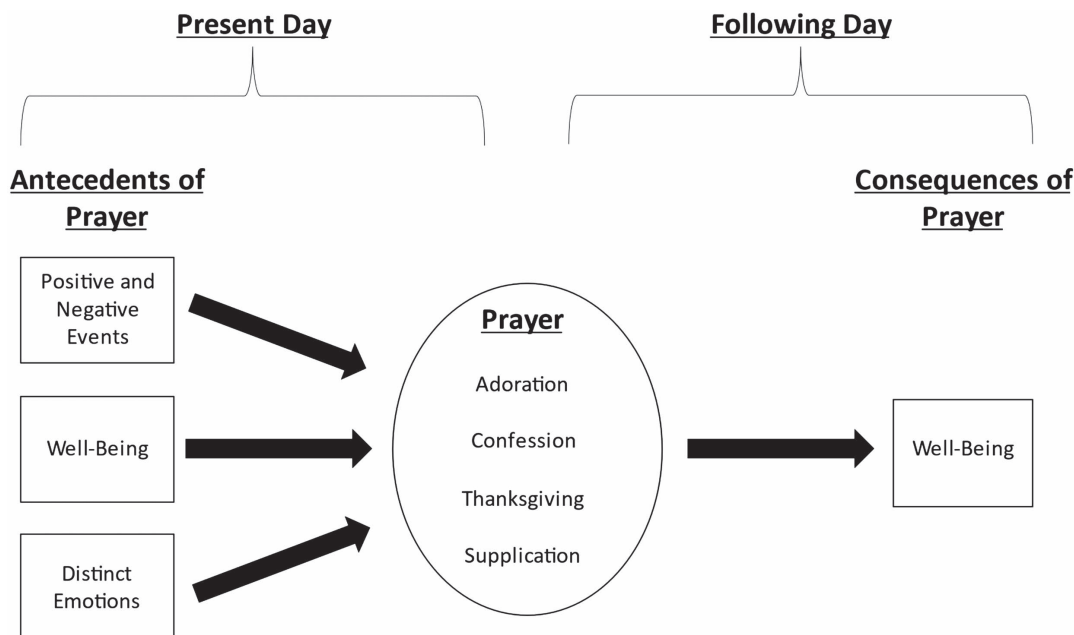 Present Day
Following Day
Antecedents of
Prayer
Consequences of
Prayer
Positive and
Negative
Events
Well-Being
Distinct
Emotions
Prayer
Adoration
Confession
Thanksgiving
Supplication
Well-Being